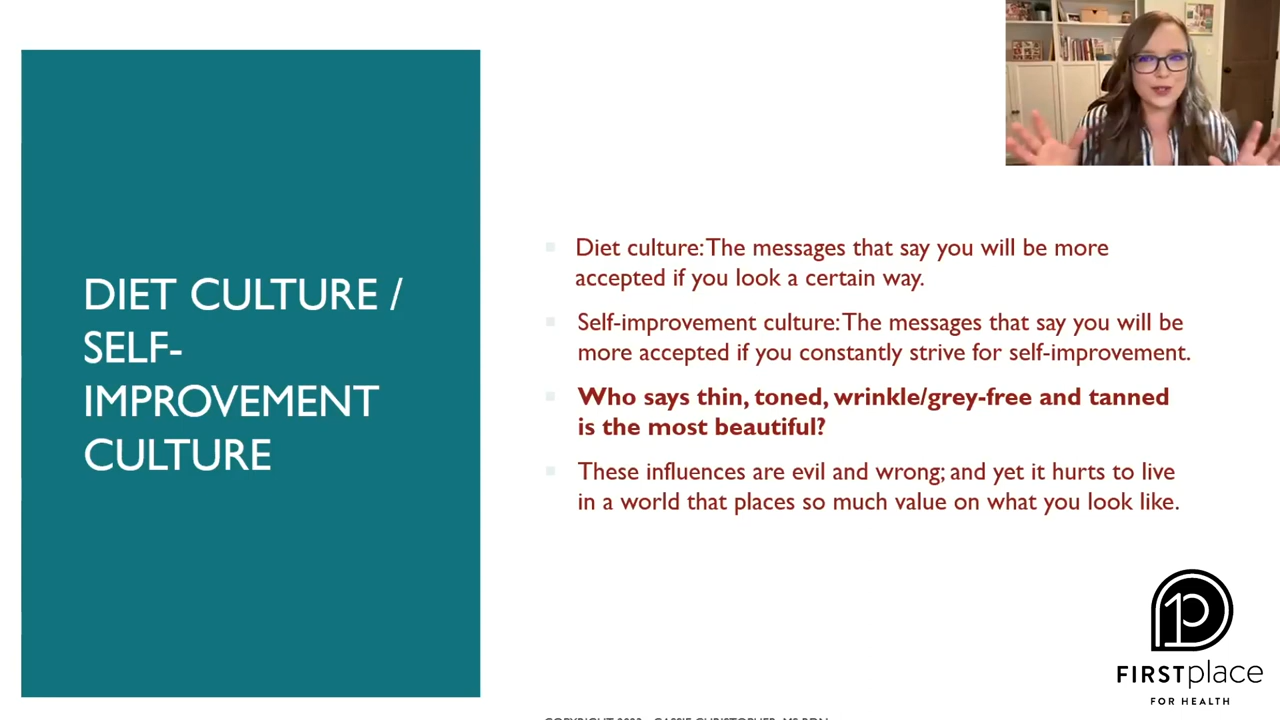 DIET CULTURE /
SELF-
IMPROVEMENT
CULTURE
Diet culture: The messages that say you will be more
accepted if you look a certain way.
Self-improvement culture: The messages that say you will be
more accepted if you constantly strive for self-improvement.
Who says thin, toned, wrinkle/grey-free and tanned
is the most beautiful?
These influences are evil and wrong; and yet it hurts to live
in a world that places so much value on what you look like.
FIRSTplace
FOR HEALTH